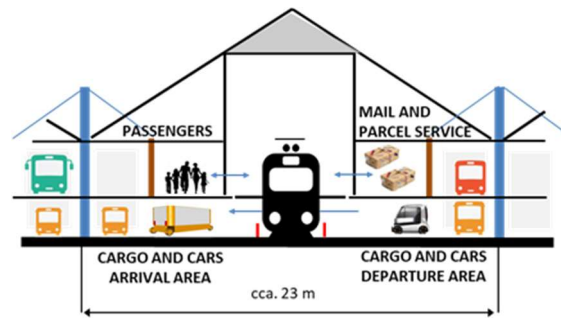 PASSENGERS
MAIL AND
PARCEL SERVICE
CARGO AND CARS
ARRIVAL AREA
CARGO AND CARS
DEPARTURE AREA
cca. 23 m